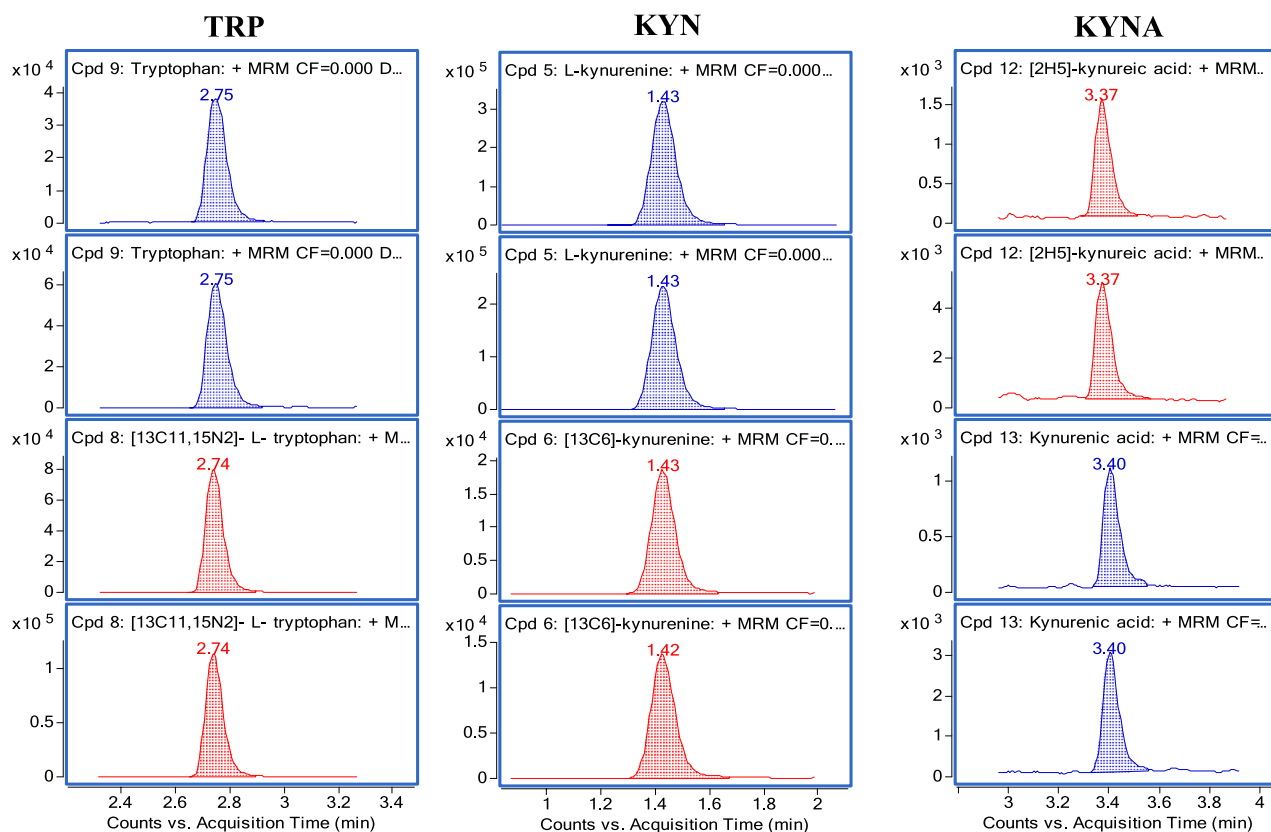 TRP
x10 4
Cpd 9: Tryptophan: + MRM CF=0.000 D...
2.75
4
3
2
1
0
x10 4
Cpd 9: Tryptophan: + MRM CF=0.000 D...
2.75
6
4
2
0
x10 4
Cpd 8: [13C11,15N2]- L- tryptophan: + M...
2.74
8
6
4
2
0
x10 5
Cpd 8: [13C11,15N2]- L- tryptophan: + M...
2.74
1
0.5
0
2.4 2.6 2.8 3 3.2 3.4
Counts vs. Acquisition Time (min)
KYN
x10 5
Cpd 5: L-kynurenine: + MRM CF=0.000...
1.43
3
2
1
0
x10 5
Cpd 5: L-kynurenine: + MRM CF=0.000...
1.43
2
1
0
x10 4
Cpd 6: [13C6]-kynurenine: + MRM CF=0....
1.43
2
1.5
1
0.5
0
x10 4
Cpd 6: [13C6]-kynurenine: + MRM CF=0....
1.42
1.5
1
0.5
0
1 1.2 1.4 1.6 1.8 2
Counts vs. Acquisition Time (min)
KYNA
x10 3
Cpd 12: [2H5]-kynureic acid: + MRM...
3.37
1.5
1
0.5
0
x10 3
Cpd 12: [2H5]-kynureic acid: + MRM...
3.37
4
2
0
x10 3
Cpd 13: Kynurenic acid: + MRM CF=...
3.40
1
0.5
0
x10 3
Cpd 13: Kynurenic acid: + MRM CF=...
3.40
3
2
1
0
3 3.2 3.4 3.6 3.8 4
Counts vs. Acquisition Time (min)